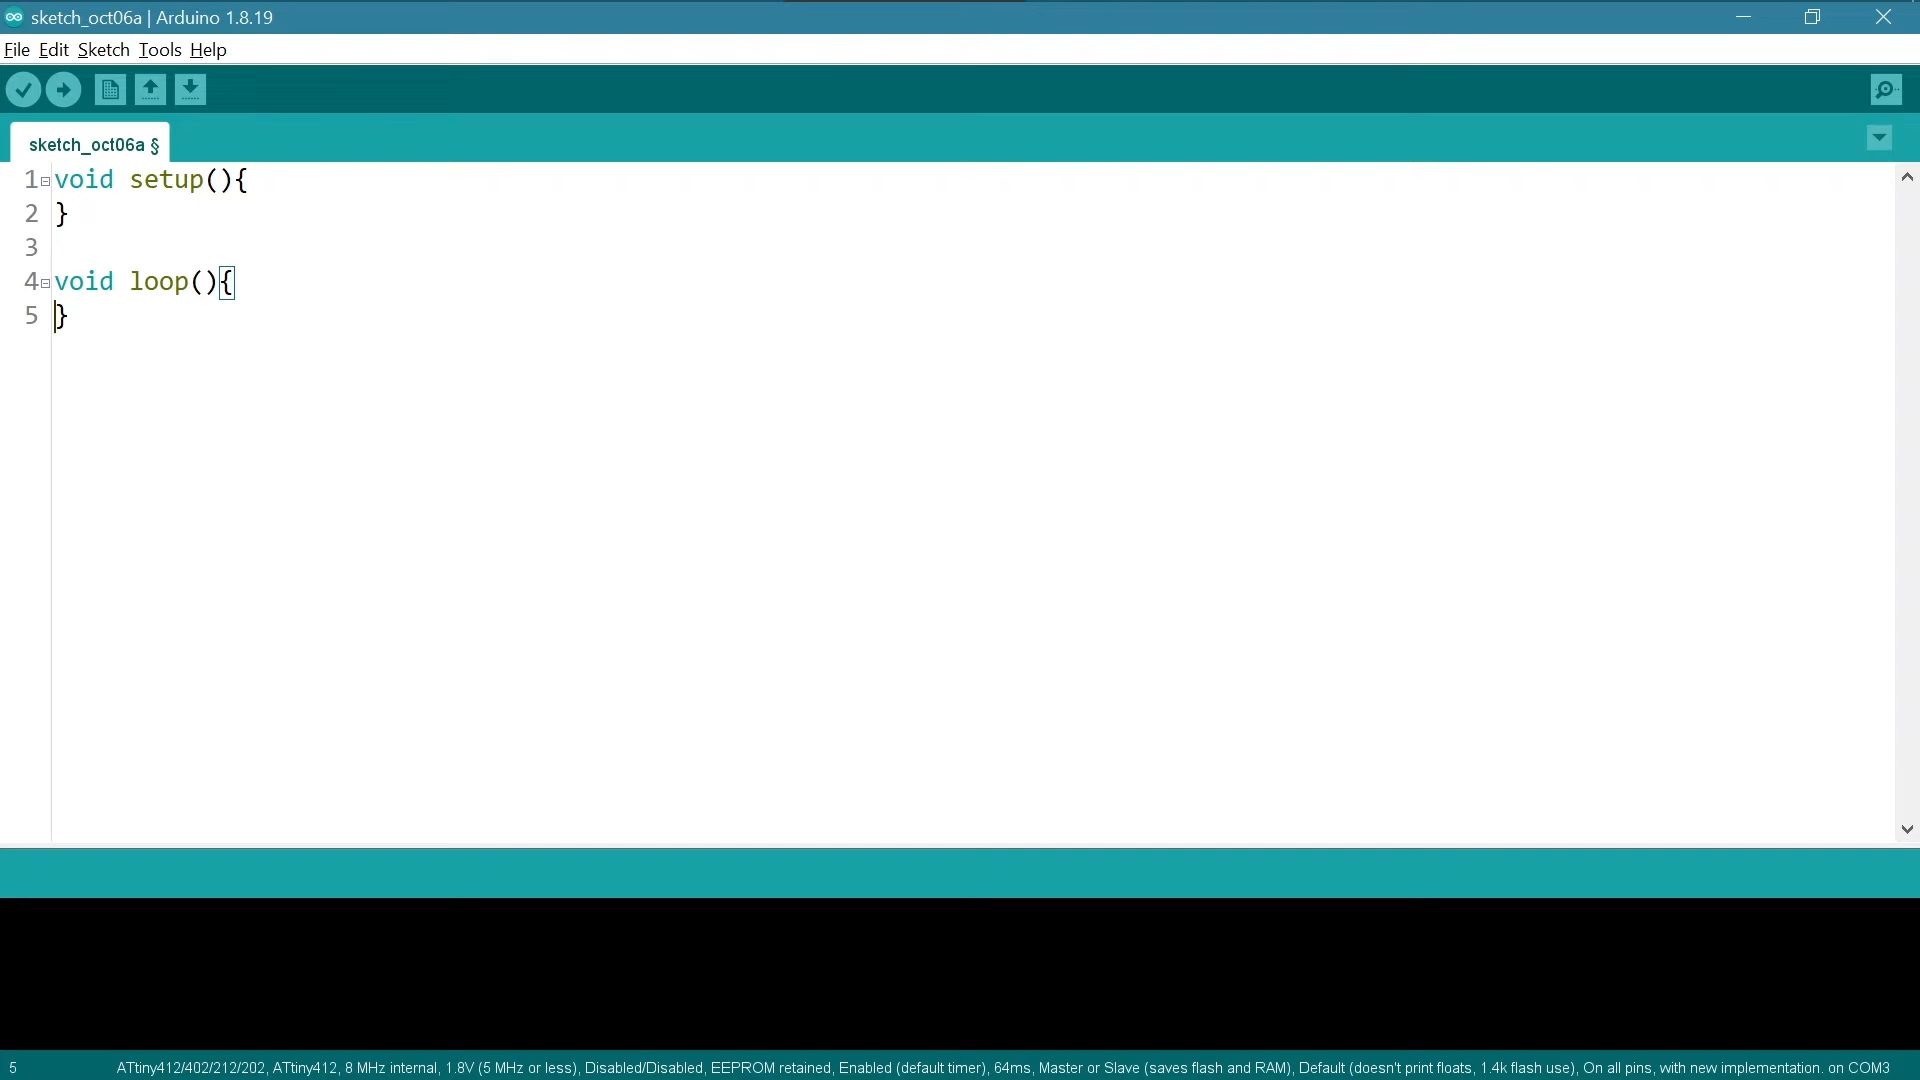 sketch_oct06a | Arduino 1.8.19
File Edit Sketch Tools Help
sketch_oct06a §
1 void setup(){
2 }
3
4 void loop(){
5 }
5 ATtiny412/402/212/202, ATtiny412, 8 MHz internal, 1.8V (5 MHz or less), Disabled/Disabled, EEPROM retained, Enabled (default timer), 64ms, Master or Slave (saves flash and RAM), Default (doesn't print floats, 1.4k flash use), On all pins, with new implementation. on COM3